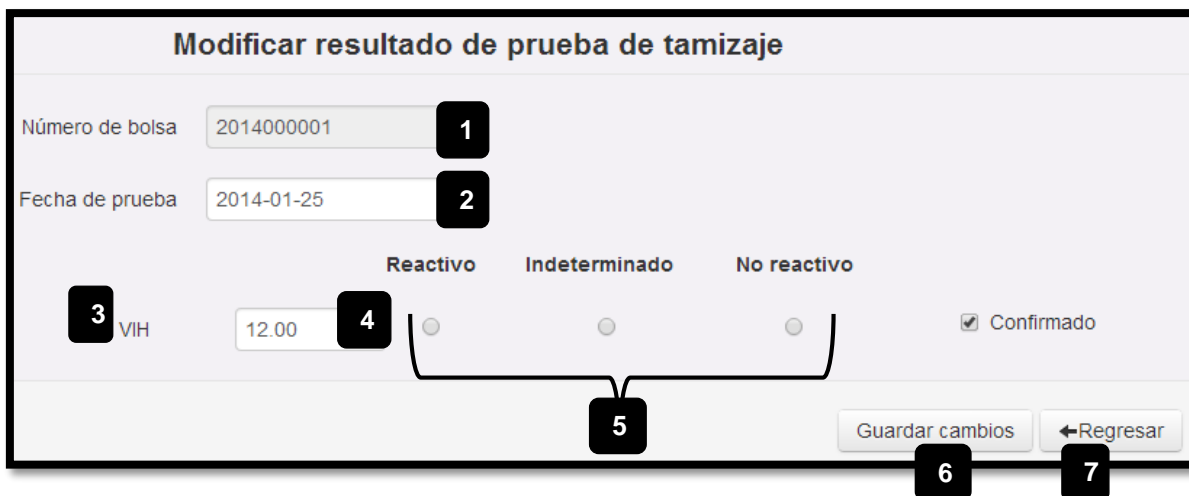 Modificar resultado de prueba de tamizaje
Número de bolsa 2014000001 1
Fecha de prueba 2014-01-25 2
Reactivo Indeterminado No reactivo
3 VIH 12.00 4 Confirmado
5
Guardar cambios Regresar
6 7